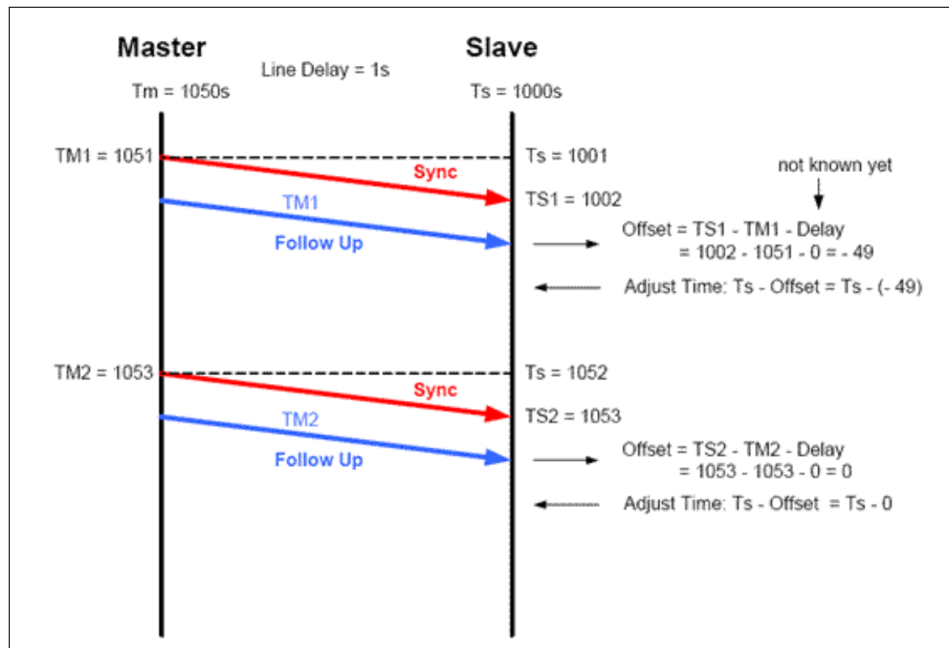 Master Slave
Line Delay = 1s
Tm = 1050s Ts = 1000s
TM1 = 1051 Ts = 1001
not known yet
Sync
TS1 = 1002
TM1
Offset = TS1 - TM1 - Delay
Follow Up
= 1002 - 1051 - 0 = - 49
Adjust Time: Ts - Offset = Ts - (- 49)
TM2 = 1053 Ts = 1052
Sync
TS2 = 1053
TM2
Offset = TS2 - TM2 - Delay
Follow Up
= 1053 - 1053 - 0 = 0
Adjust Time: Ts - Offset = Ts - 0